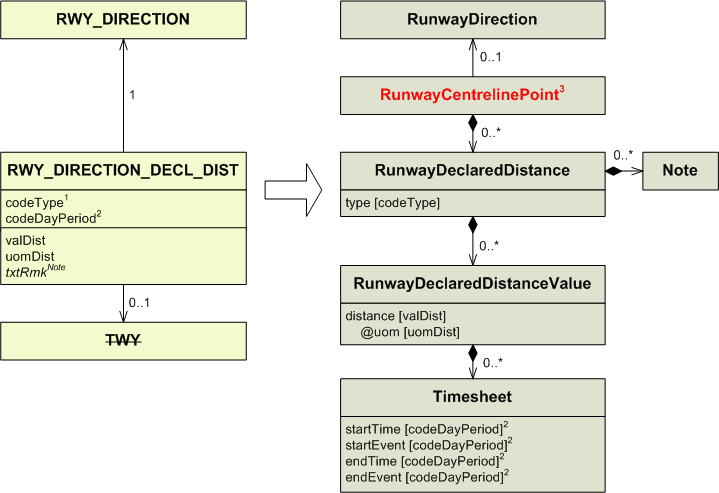 RWY_DIRECTION
1
RWY_DIRECTION_DECL_DIST
codeType1
codeDayPeriod2
valDist
uomDist
txtRmkNote
0..1
TWY
RunwayDirection
0..1
RunwayCentrelinePoint3
0..*
RunwayDeclaredDistance
type [codeType]
0..*
Note
0..*
RunwayDeclaredDistanceValue
distance [valDist]
@uom [uomDist]
0..*
Timesheet
startTime [codeDayPeriod]2
startEvent [codeDayPeriod]2
endTime [codeDayPeriod]2
endEvent [codeDayPeriod]2